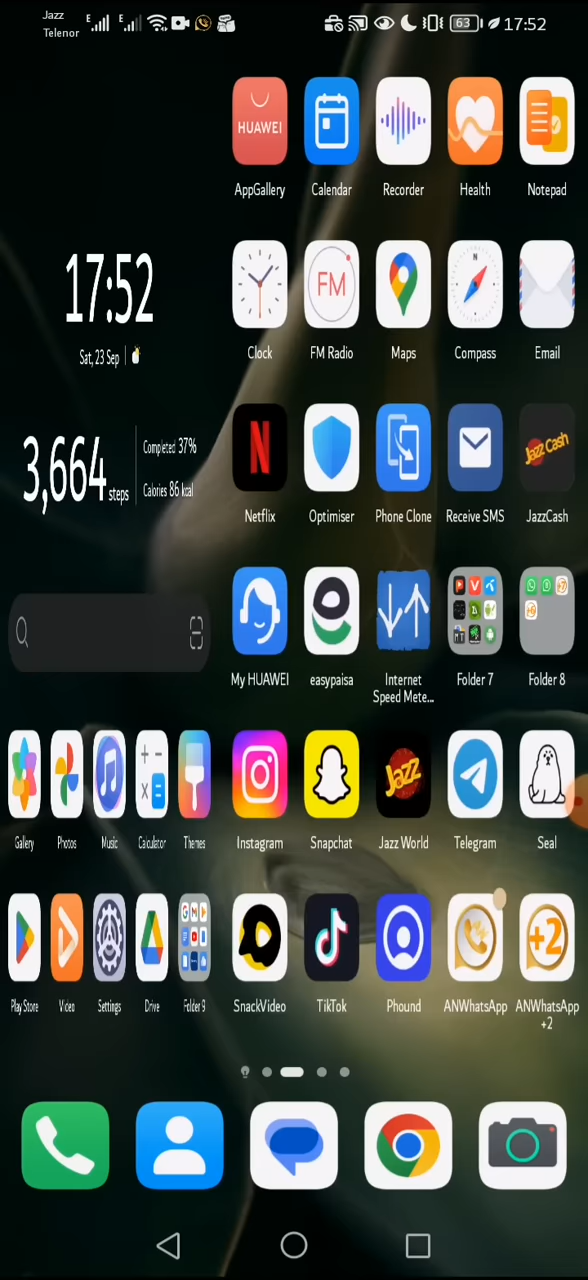 Jazz
Telenor
E
E
63
17:52
HUAWEI
AppGallery
Calendar
Recorder
Health
Notepad
17:52
Sat, 23 Sep
FM
N
Clock
FM Radio
Maps
Compass
Email
3,664 steps
Completed 37%
Calories 86 kcal
Jazz Cash
Netflix
Optimiser
Phone Clone
Receive SMS
JazzCash
My HUAWEI
easypaisa
Internet
Speed Mete...
Folder 7
Folder 8
Jazz
Gallery
Photos
Music
Calculator
Themes
Instagram
Snapchat
Jazz World
Telegram
Seal
+2
Play Store
Video
Settings
Drive
Folder 9
SnackVideo
TikTok
Phound
ANWhatsApp
ANWhatsApp
+2